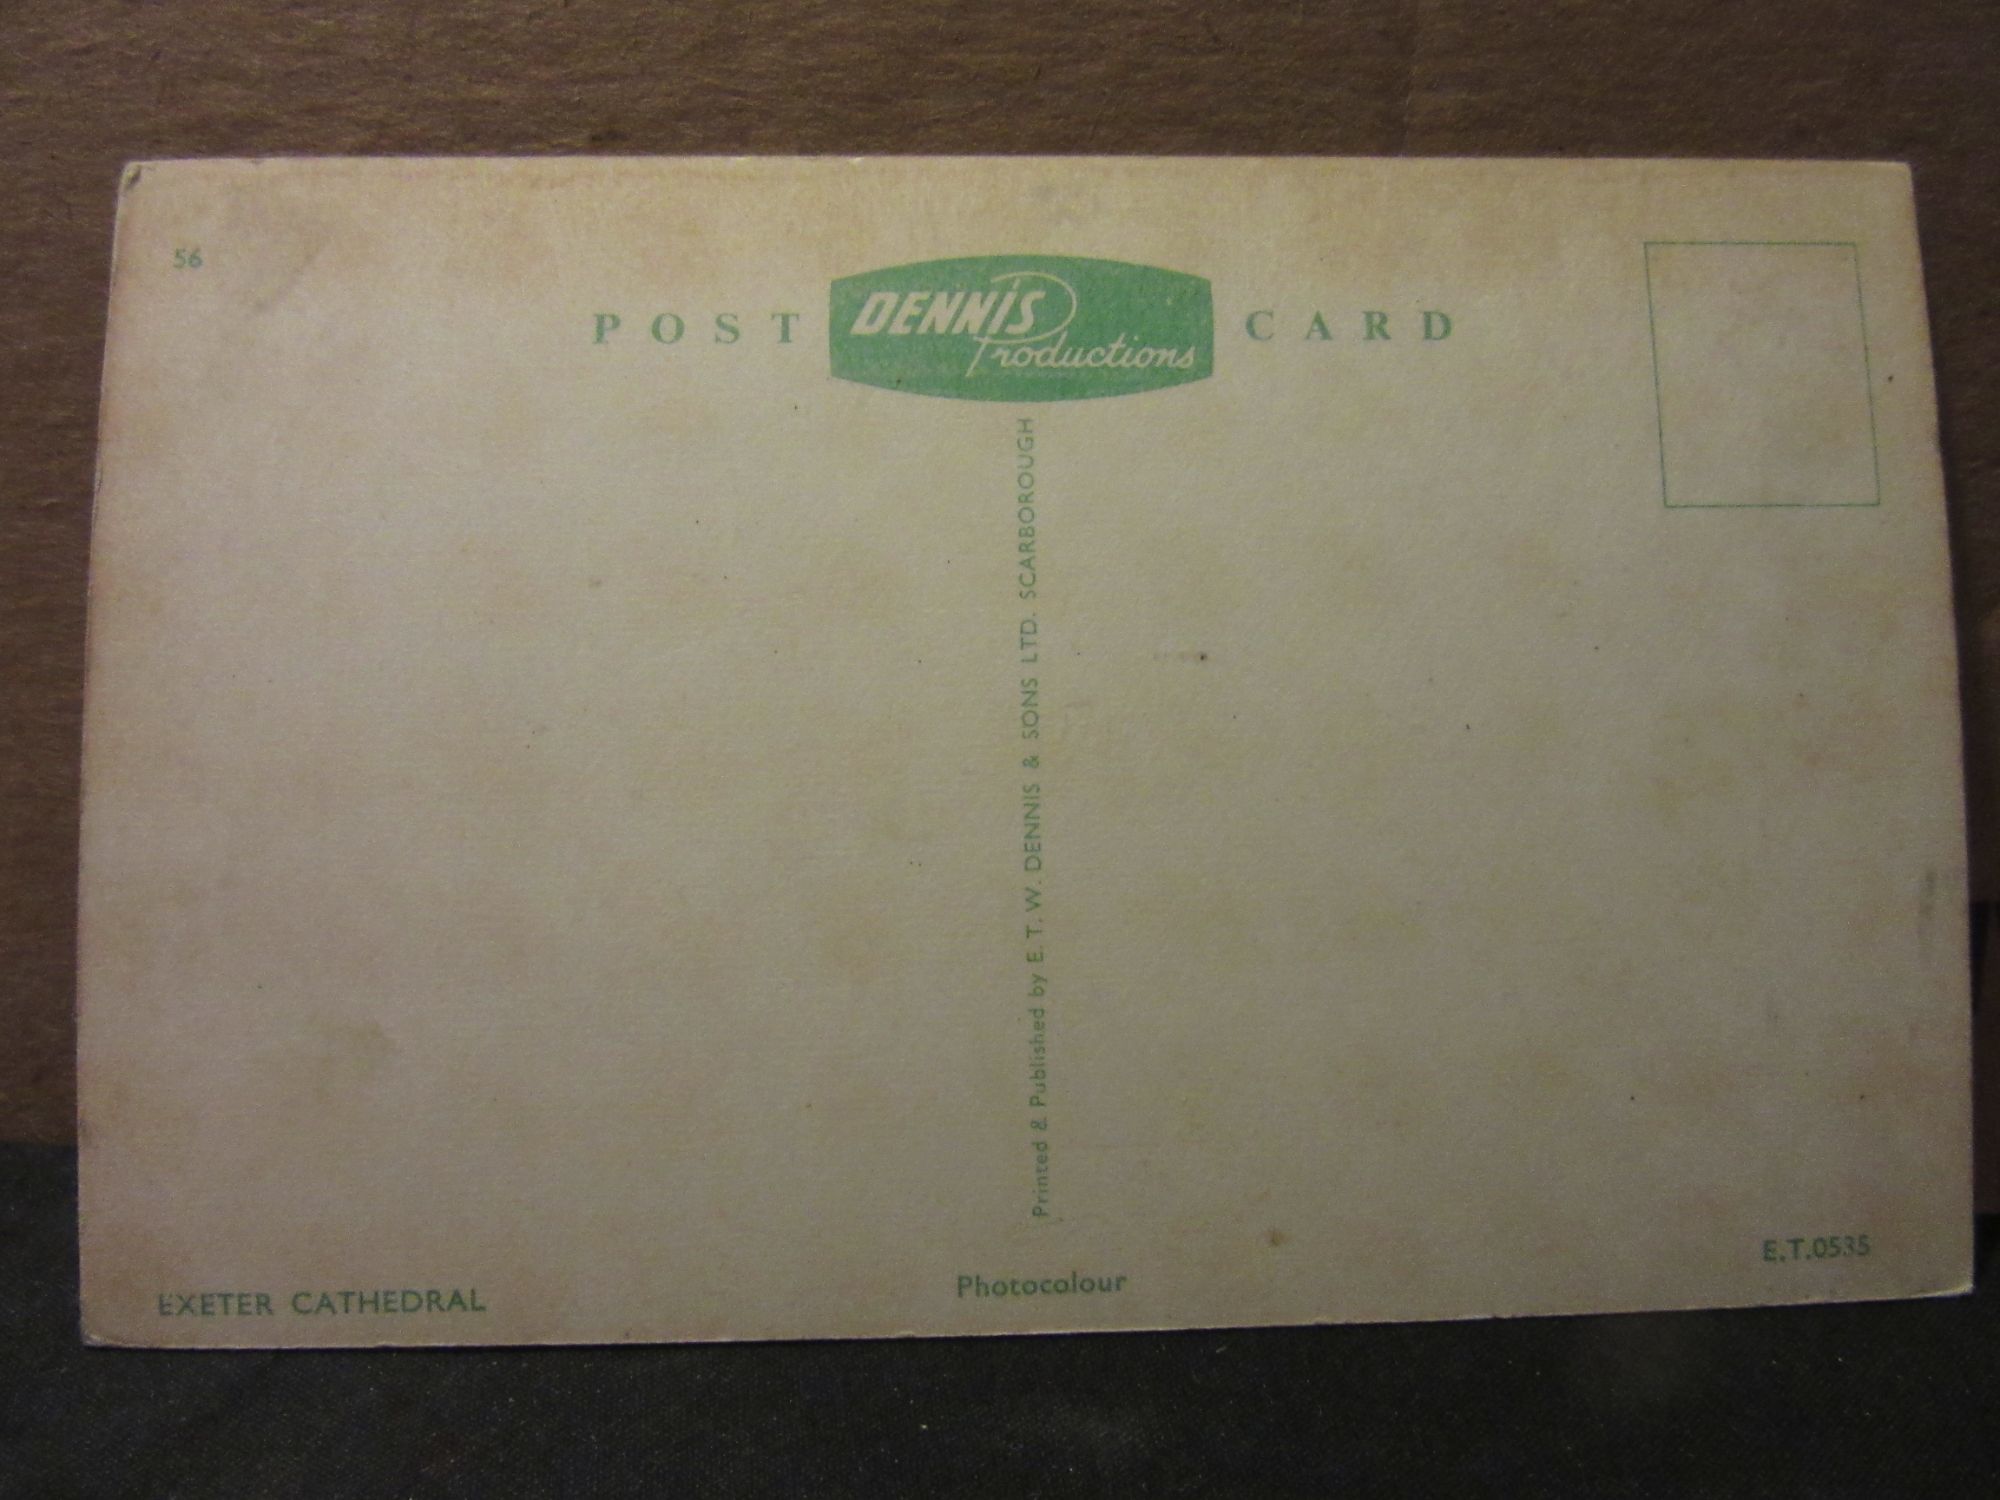 56
POST DENNIS Productions CARD
Printed & Published by E. T. W. DENNIS & SONS LTD. SCARBOROUGH
EXETER CATHEDRAL
Photocolour
E.T.0535